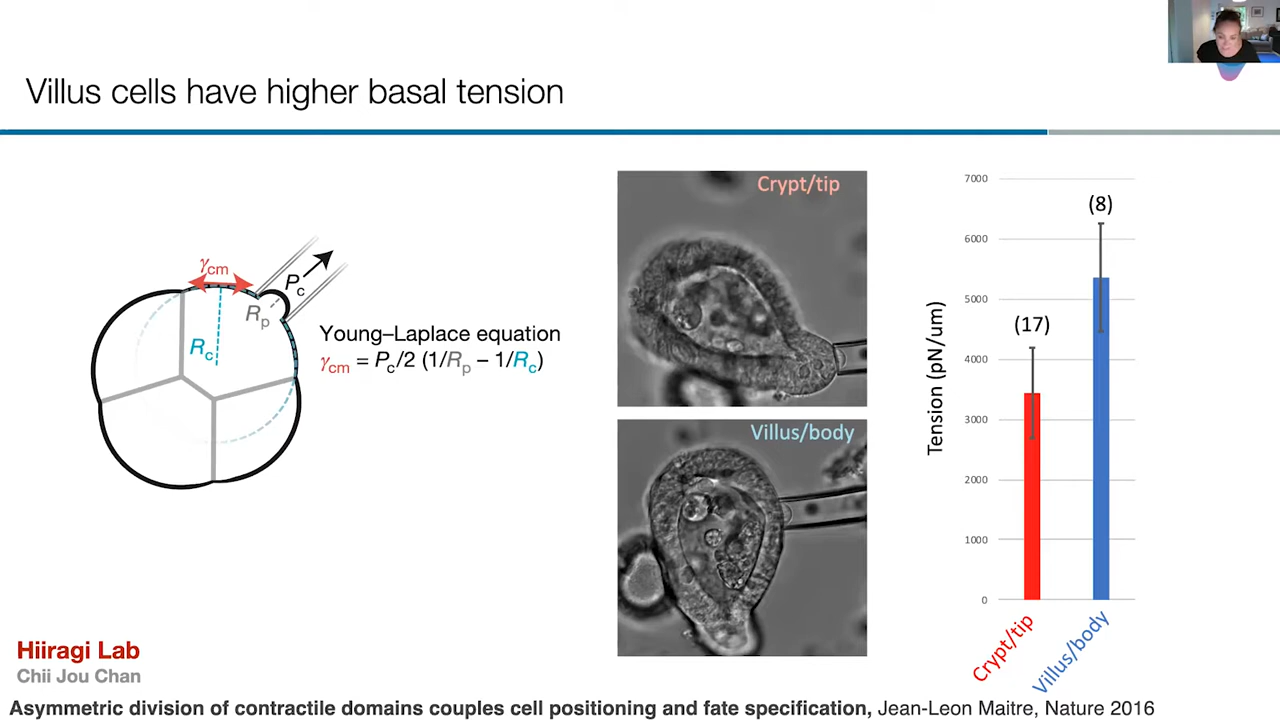 Villus cells have higher basal tension
γcm
Pc
Rp
Rc
Young–Laplace equation
γcm = Pc/2 (1/Rp − 1/Rc)
Crypt/tip
Villus/body
Tension (pN/um)
7000
6000
5000
4000
3000
2000
1000
0
(17)
(8)
Crypt/tip
Villus/body
Hiiragi Lab
Chii Jou Chan
Asymmetric division of contractile domains couples cell positioning and fate specification, Jean-Leon Maitre, Nature 2016